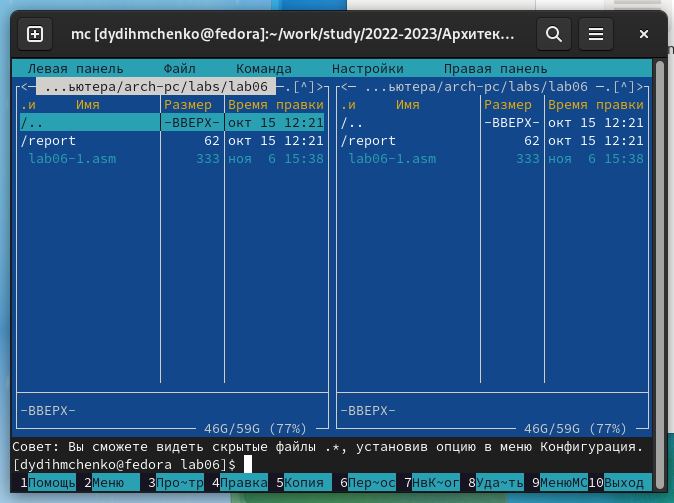 mc [dydihmchenko@fedora]:~/work/study/2022-2023/Архитек...
Левая панель Файл Команда Настройки Правая панель
<─ ...ьютера/arch-pc/labs/lab06 ─.[^]> <─ ...ьютера/arch-pc/labs/lab06 ─.[^]>
.и Имя Размер Время правки .и Имя Размер Время правки
/.. -ВВЕРХ- окт 15 12:21 /.. -ВВЕРХ- окт 15 12:21
/report 62 окт 15 12:21 /report 62 окт 15 12:21
lab06-1.asm 333 ноя 6 15:38 lab06-1.asm 333 ноя 6 15:38
-ВВЕРХ- -ВВЕРХ-
46G/59G (77%) 46G/59G (77%)
Совет: Вы сможете видеть скрытые файлы .*, установив опцию в меню Конфигурация.
[dydihmchenko@fedora lab06]$
1Помощь 2Меню 3Про~тр 4Правка 5Копия 6Пер~ос 7НвК~ог 8Уда~ть 9МенюМС 10Выход